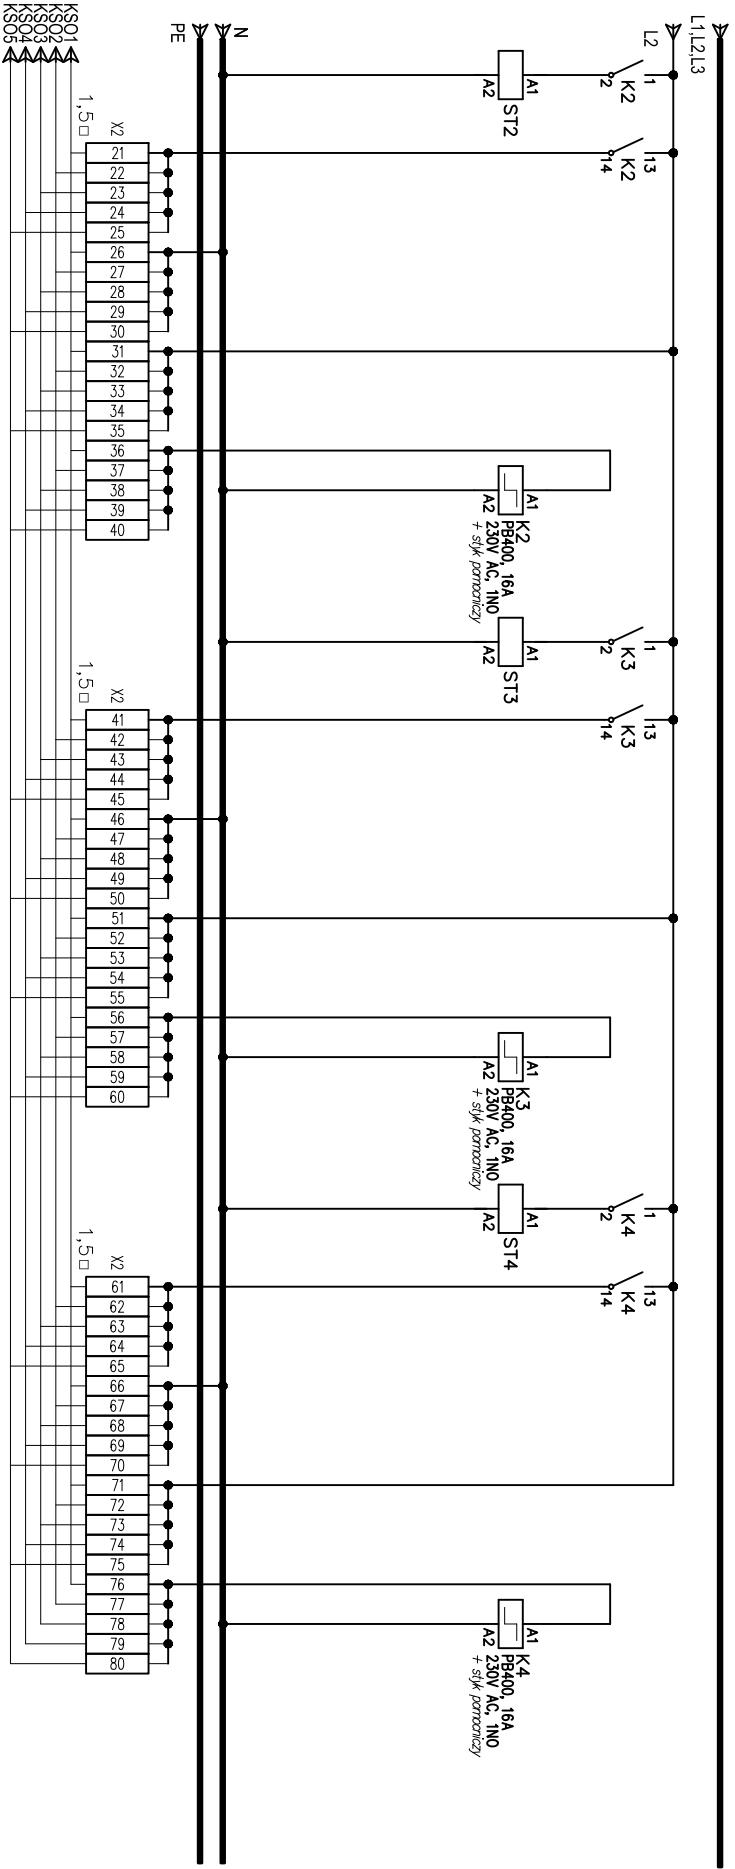 L1,L2,L3
L2
N
PE
KSO1
KSO2
KSO3
KSO4
KSO5
1
K2
2
A1
ST2
A2
13
K2
14
A1
A2
K2
PB400, 16A
230V AC, 1NO
+ styk pomocniczy
1
K3
2
A1
ST3
A2
13
K3
14
A1
A2
K3
PB400, 16A
230V AC, 1NO
+ styk pomocniczy
1
K4
2
A1
ST4
A2
13
K4
14
A1
A2
K4
PB400, 16A
230V AC, 1NO
+ styk pomocniczy
X2
1,5□
21
22
23
24
25
26
27
28
29
30
31
32
33
34
35
36
37
38
39
40
X2
1,5□
41
42
43
44
45
46
47
48
49
50
51
52
53
54
55
56
57
58
59
60
X2
1,5□
61
62
63
64
65
66
67
68
69
70
71
72
73
74
75
76
77
78
79
80